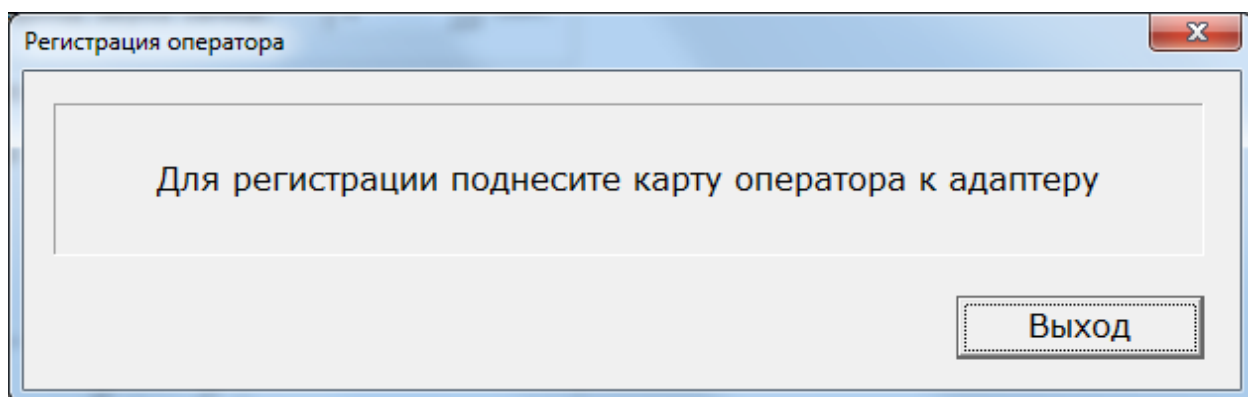 Регистрация оператора
Для регистрации поднесите карту оператора к адаптеру
Выход